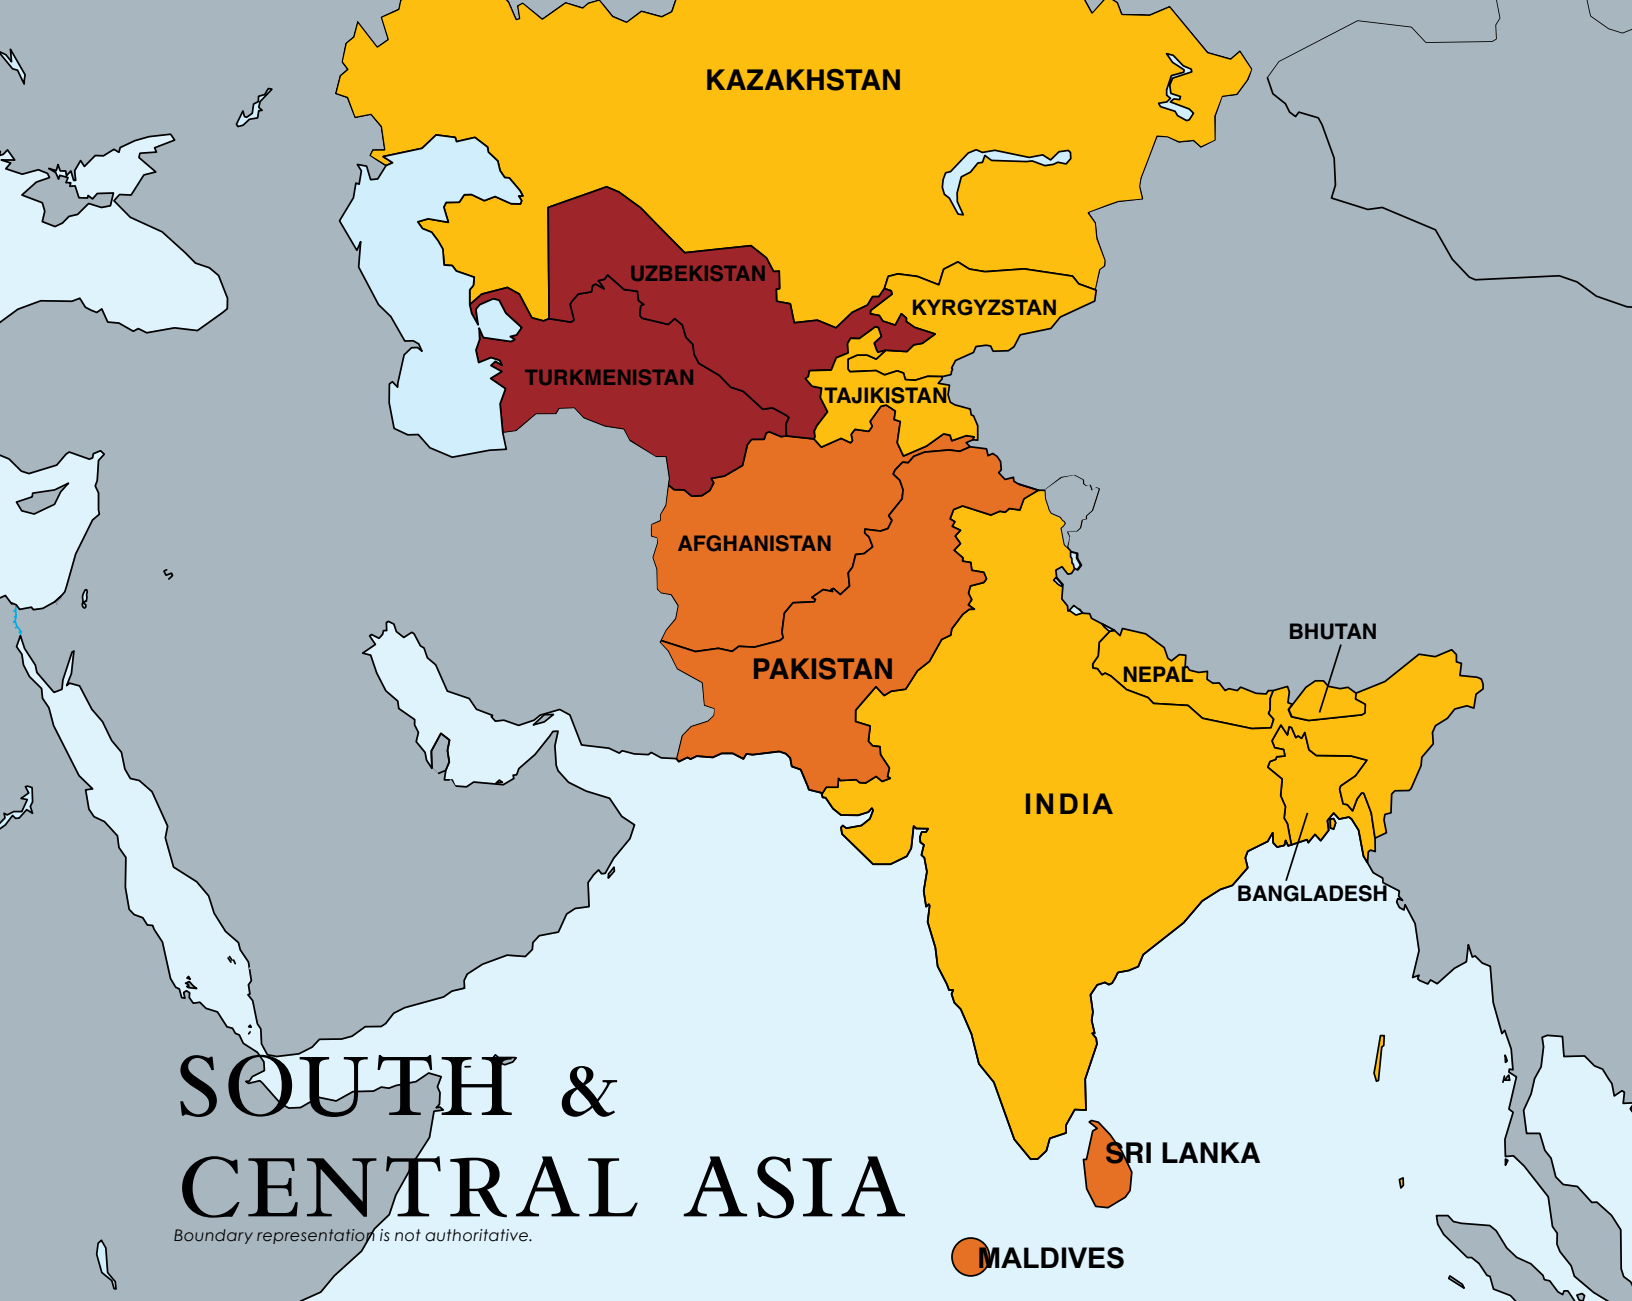 KAZAKHSTAN
UZBEKISTAN
KYRGYZSTAN
TURKMENISTAN
TAJIKISTAN
AFGHANISTAN
BHUTAN
PAKISTAN
NEPAL
INDIA
BANGLADESH
SOUTH &
CENTRAL ASIA
Boundary representation is not authoritative.
SRI LANKA
MALDIVES